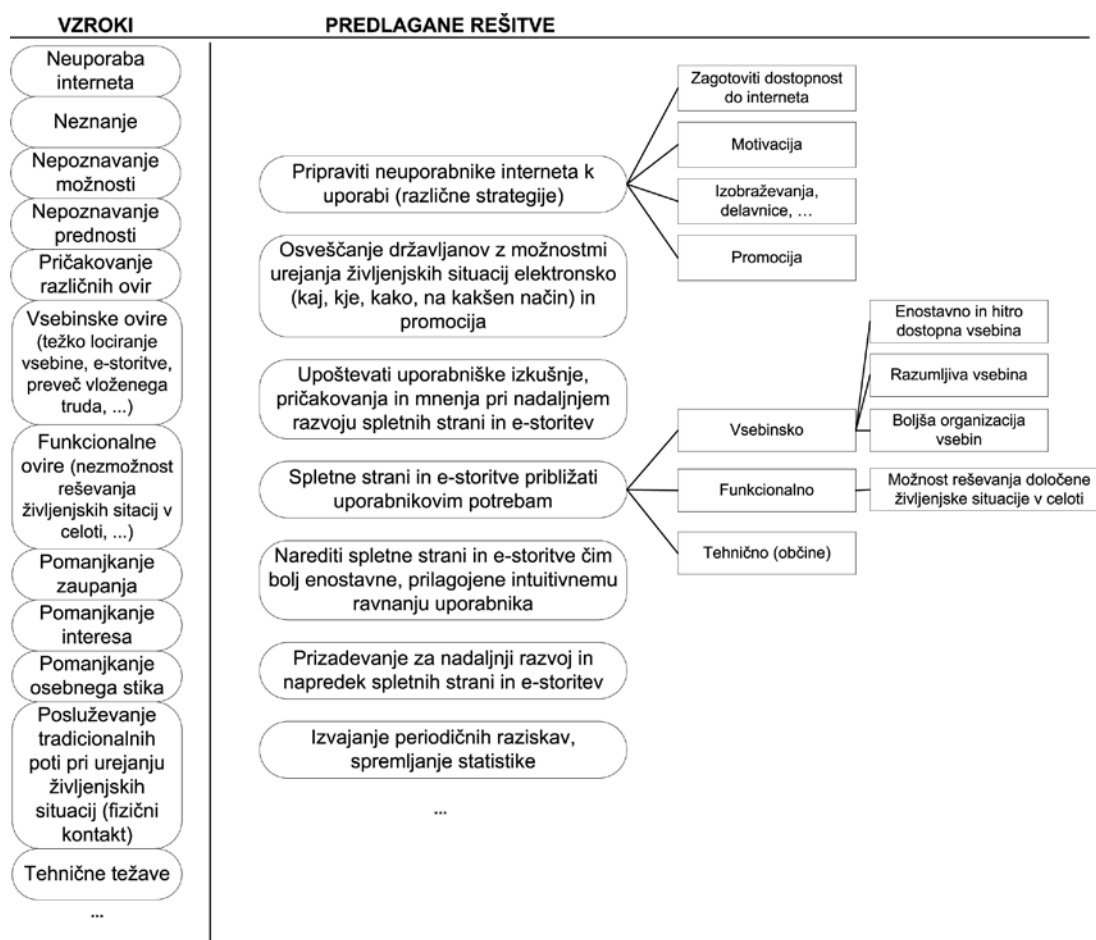 VZROKI
PREDLAGANE REŠITVE
Neuporaba
interneta
Neznanje
Nepoznavanje
možnosti
Nepoznavanje
prednosti
Pričakovanje
različnih ovir
Vsebinske ovire
(težko lociranje
vsebine, e-storitve,
preveč vloženega
truda, ...)
Funkcionalne
ovire (nezmožnost
reševanja
življenjskih sitacij v
celoti, ...)
Pomanjkanje
zaupanja
Pomanjkanje
interesa
Pomanjkanje
osebnega stika
Posluževanje
tradicionalnih
poti pri urejanju
življenjskih
situacij (fizični
kontakt)
Tehnične težave
...
Pripraviti neuporabnike interneta k
uporabi (različne strategije)
Zagotoviti dostopnost
do interneta
Motivacija
Izobraževanja,
delavnice, ...
Promocija
Osveščanje državljanov z možnostmi
urejanja življenjskih situacij elektronsko
(kaj, kje, kako, na kakšen način) in
promocija
Upoštevati uporabniške izkušnje,
pričakovanja in mnenja pri nadaljnjem
razvoju spletnih strani in e-storitev
Spletne strani in e-storitve približati
uporabnikovim potrebam
Vsebinsko
Enostavno in hitro
dostopna vsebina
Razumljiva vsebina
Boljša organizacija
vsebin
Funkcionalno
Možnost reševanja določene
življenjske situacije v celoti
Tehnično (občine)
Narediti spletne strani in e-storitve čim
bolj enostavne, prilagojene intuitivnemu
ravnanju uporabnika
Prizadevanje za nadaljnji razvoj in
napredek spletnih strani in e-storitev
Izvajanje periodičnih raziskav,
spremljanje statistike
...